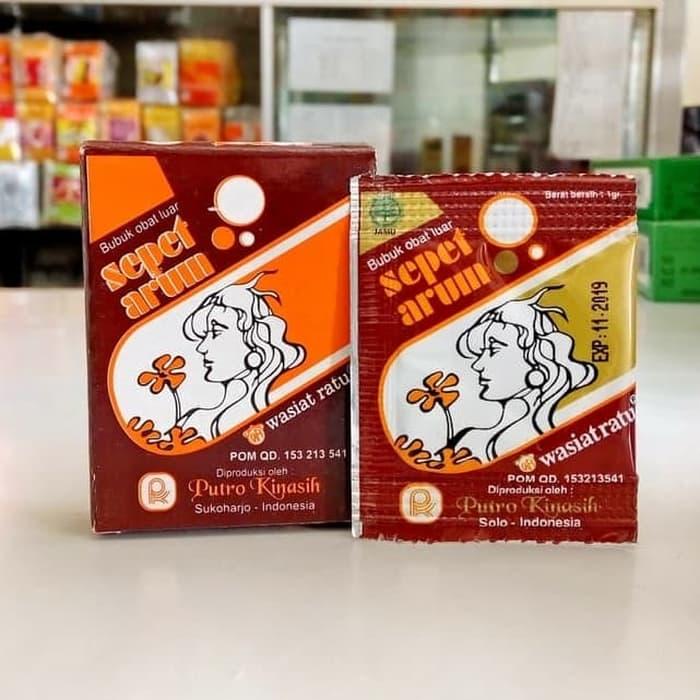 Bubuk obat luar
sepet
arum
wasiat ratu
POM QD. 153 213 541
Diproduksi oleh :
Putro Kinasih
Sukoharjo - Indonesia
Berat bersih : 1gr.
JAMU
Bubuk obat luar
sepet
arum
EXP : 11 - 2019
wasiat ratu
POM QD. 153213541
Diproduksi oleh :
Putro Kinasih
Solo - Indonesia